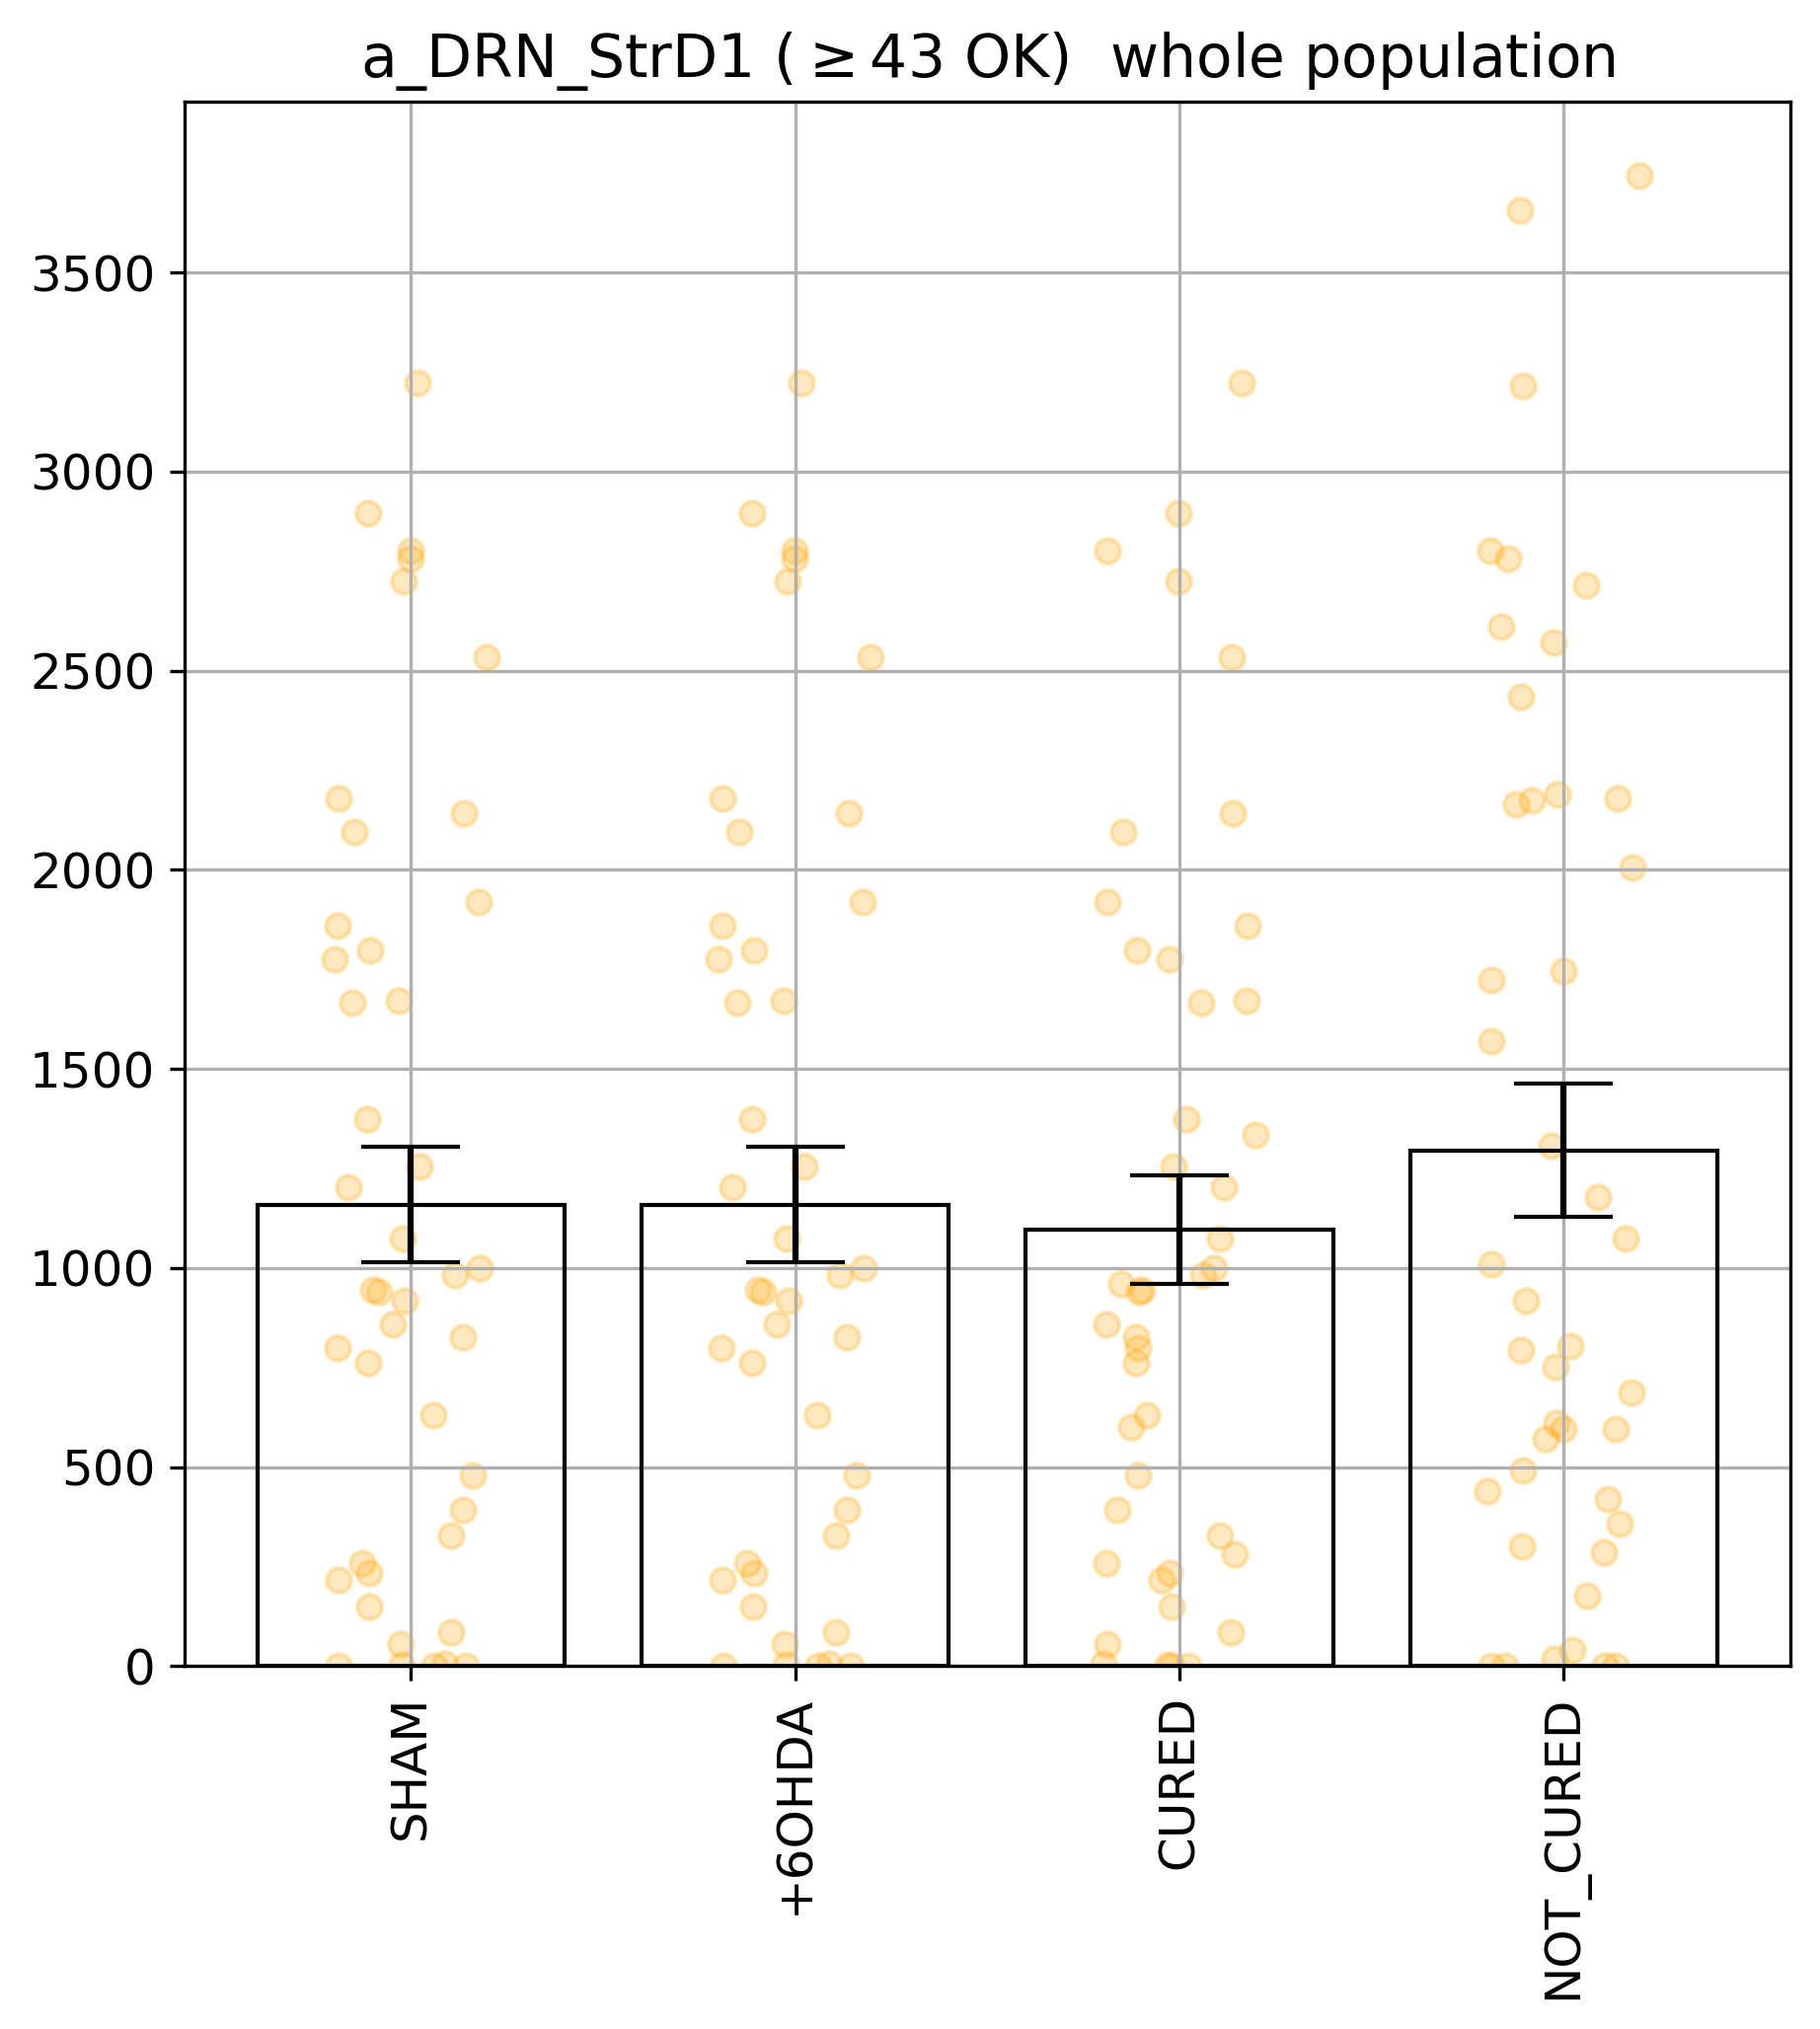 a_DRN_StrD1 ( ≥ 43 OK)  whole population
3500
3000
2500
2000
1500
1000
500
0
SHAM
+6OHDA
CURED
NOT_CURED